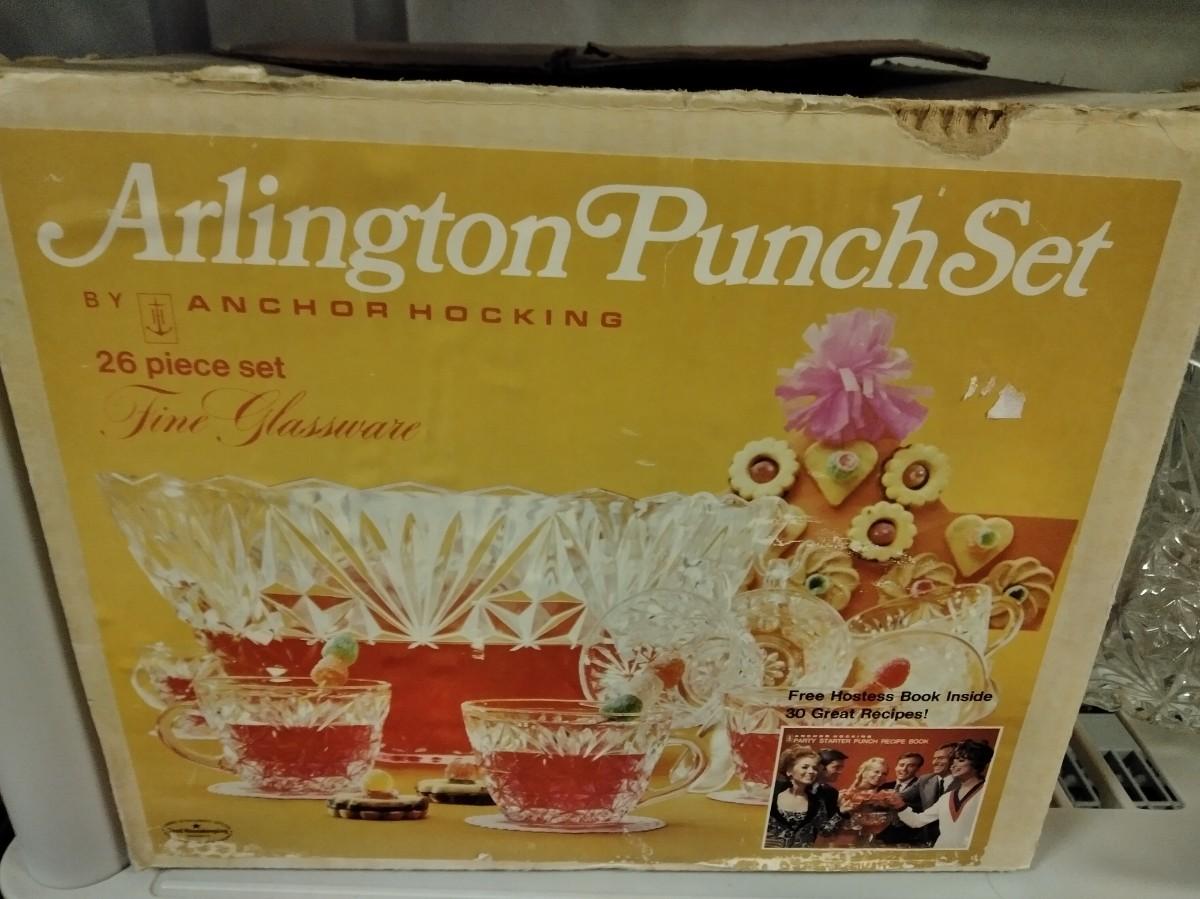 Arlington Punch Set
BY ANCHOR HOCKING
26 piece set
Fine Glassware
Free Hostess Book Inside
30 Great Recipes!
ANCHOR HOCKING
PARTY STARTER PUNCH RECIPE BOOK